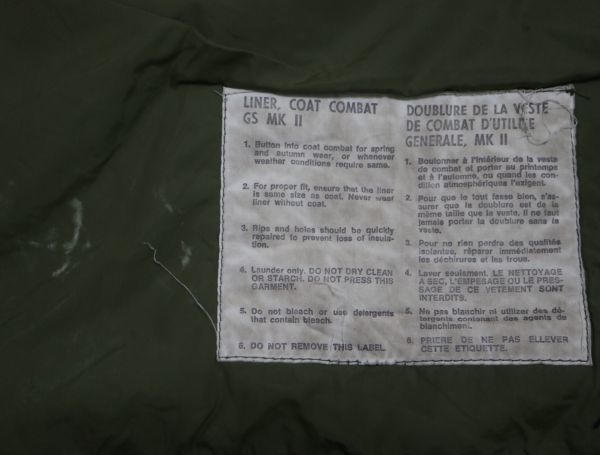 LINER, COAT COMBAT
GS MK II
1. Button into coat combat for spring
and autumn wear, or whenever
weather conditions require same.
2. For proper fit, ensure that the liner
is same size as coat. Never wear
liner without coat.
3. Rips and holes should be quickly
repaired to prevent loss of insula-
tion.
4. Launder only. DO NOT DRY CLEAN
OR STARCH. DO NOT PRESS THIS
GARMENT.
5. Do not bleach or use detergents
that contain bleach.
6. DO NOT REMOVE THIS LABEL.
DOUBLURE DE LA VESTE
DE COMBAT D'UTILITE
GENERALE, MK II
1. Boutonner à l'intérieur de la veste
de combat et porter au printemps
et à l'automne, ou quand les con-
dition atmosphériques l'exigent.
2. Pour que le tout fasse bien, s'as-
surer que la doublure est de la
même taille que la veste. Il ne faut
jamais porter la doublure sans la
veste.
3. Pour ne rien perdre des qualités
isolantes, réparer immédiatement
les déchirures et les trous.
4. Laver seulement. LE NETTOYAGE
A SEC, L'EMPESAGE OU LE PRES-
SAGE DE CE VETEMENT SONT
INTERDITS.
5. Ne pas blanchir ni utiliser des dé-
tergents contenant des agents de
blanchiment.
6. PRIERE DE NE PAS ELLEVER
CETTE ETIQUETTE.